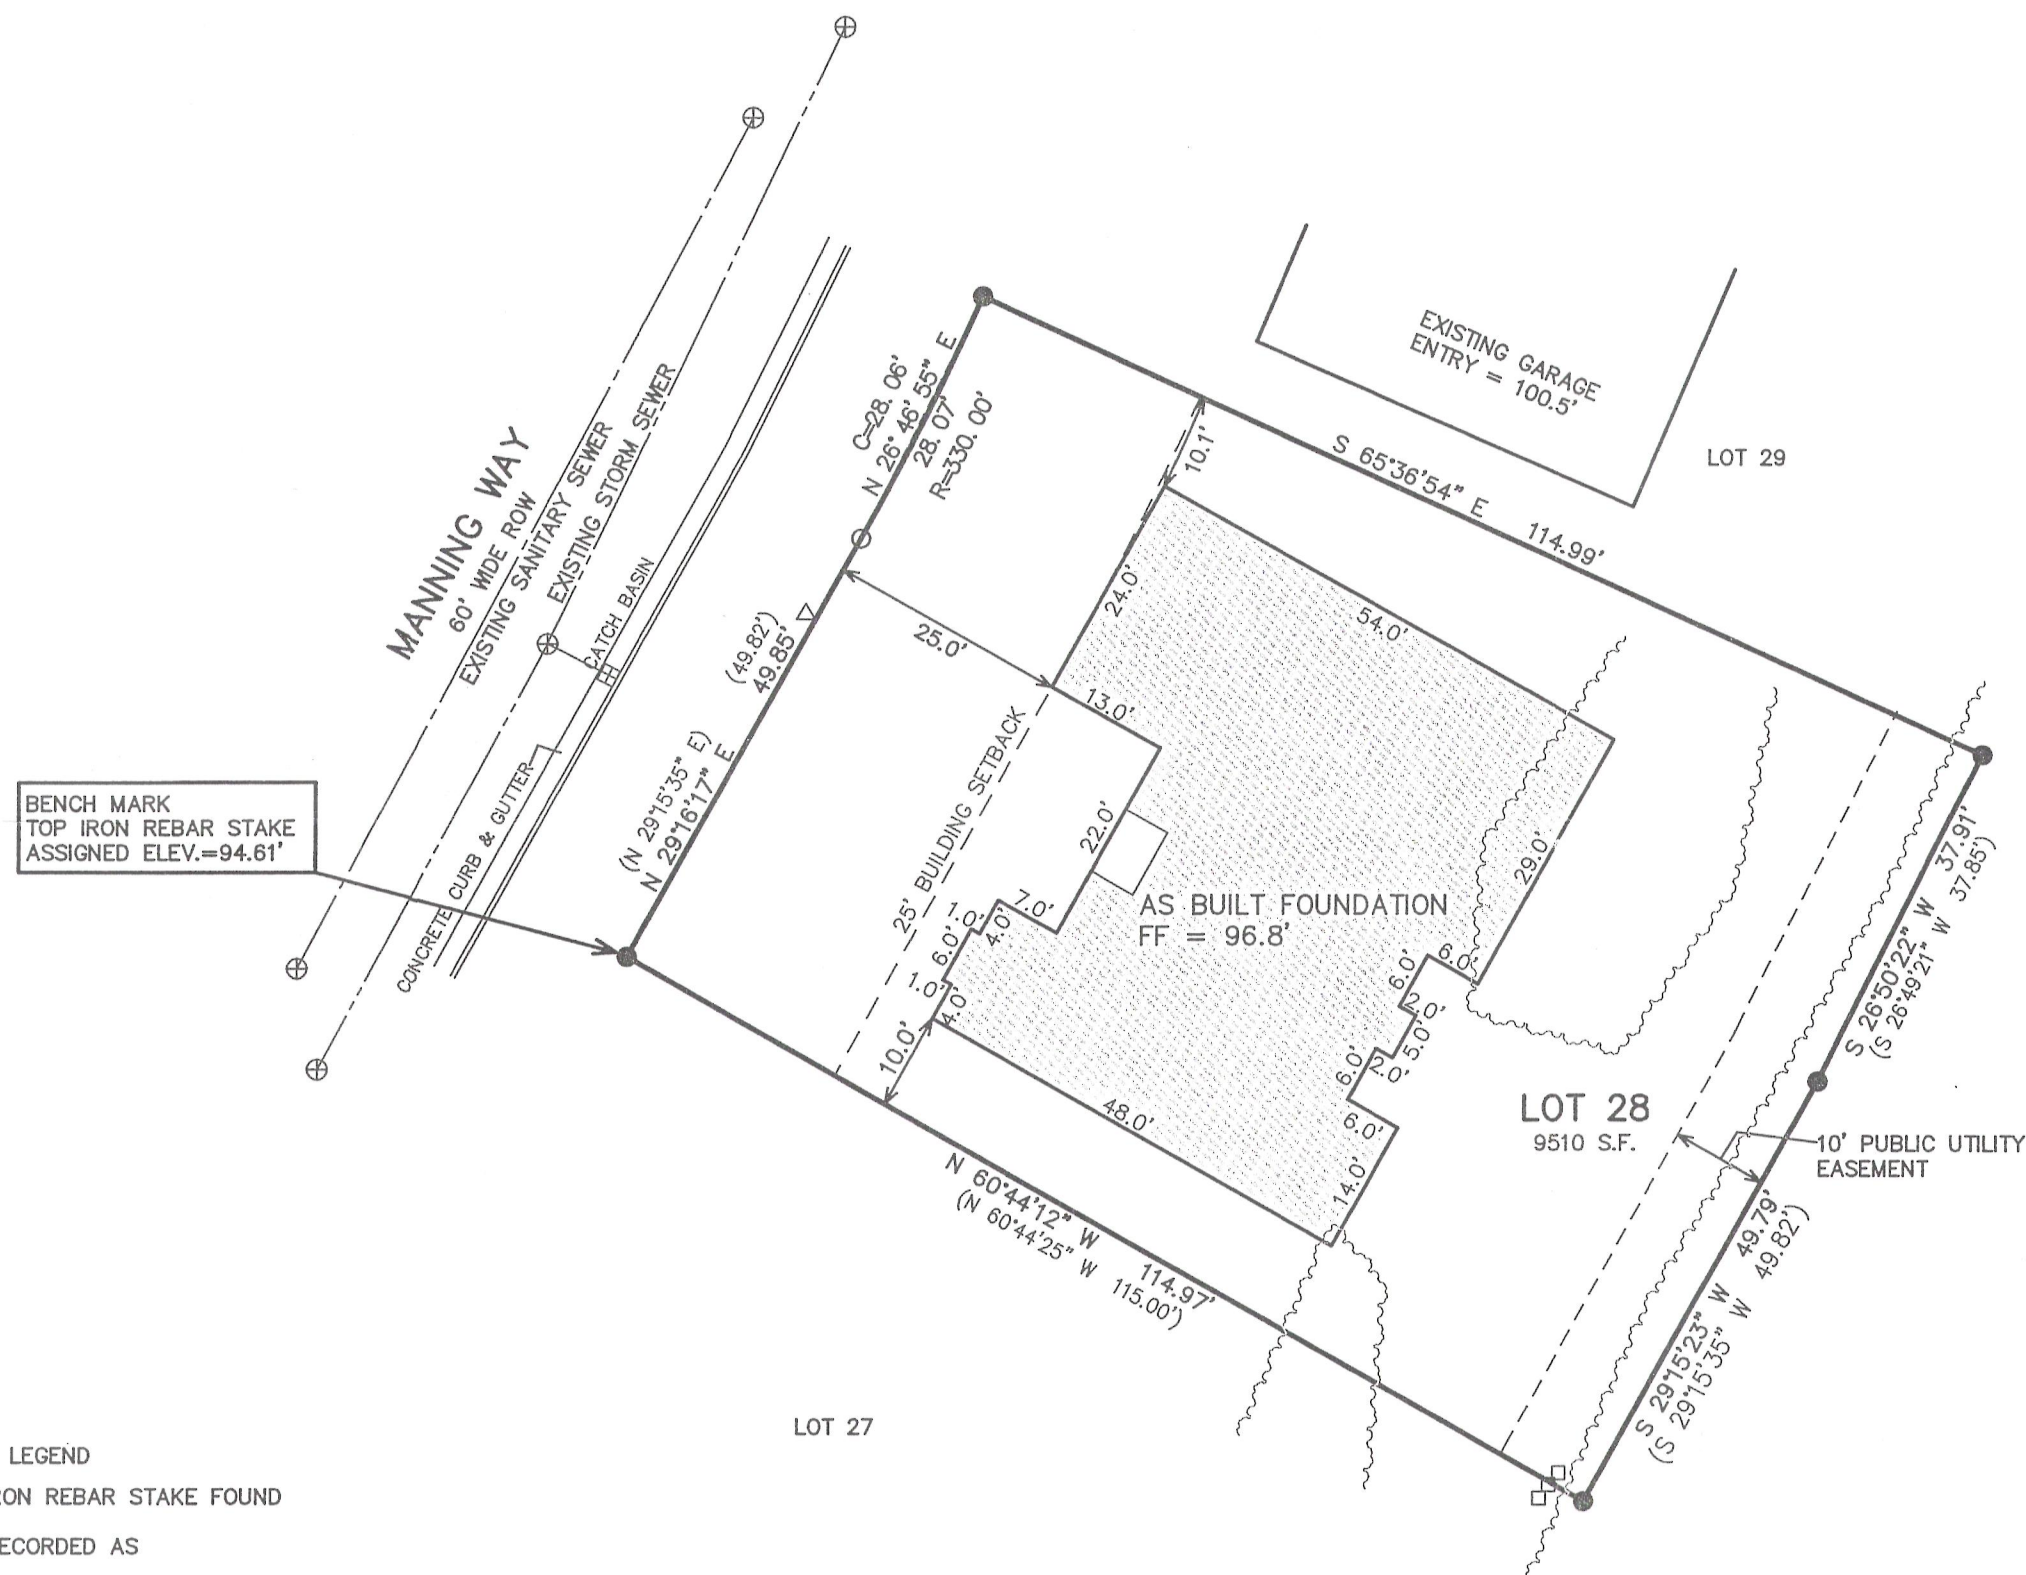 MANNING WAY
60' WIDE ROW
EXISTING SANITARY SEWER
EXISTING STORM SEWER
CATCH BASIN
CONCRETE CURB & GUTTER
BENCH MARK
TOP IRON REBAR STAKE
ASSIGNED ELEV.=94.61'
C=28.06'
N 26°46'55" E
28.07'
R=330.00'
(49.82')
49.85'
(N 29°15'35" E)
N 29°16'17" E
EXISTING GARAGE
ENTRY = 100.5'
LOT 29
S 65°36'54" E 114.99'
10.1'
24.0'
54.0'
25.0'
13.0'
25' BUILDING SETBACK
22.0'
29.0'
AS BUILT FOUNDATION
FF = 96.8'
7.0'
1.0'
4.0'
6.0'
1.0'
4.0'
10.0'
6.0'
6.0'
2.0'
5.0'
2.0'
6.0'
6.0'
14.0'
48.0'
LOT 28
9510 S.F.
10' PUBLIC UTILITY
EASEMENT
S 26°50'22" W 37.91'
(S 26°49'21" W 37.85')
S 29°15'23" W 49.79'
(S 29°15'35" W 49.82')
N 60°44'12" W 114.97'
(N 60°44'25" W 115.00')
LOT 27
LEGEND
RON REBAR STAKE FOUND
ECORDED AS